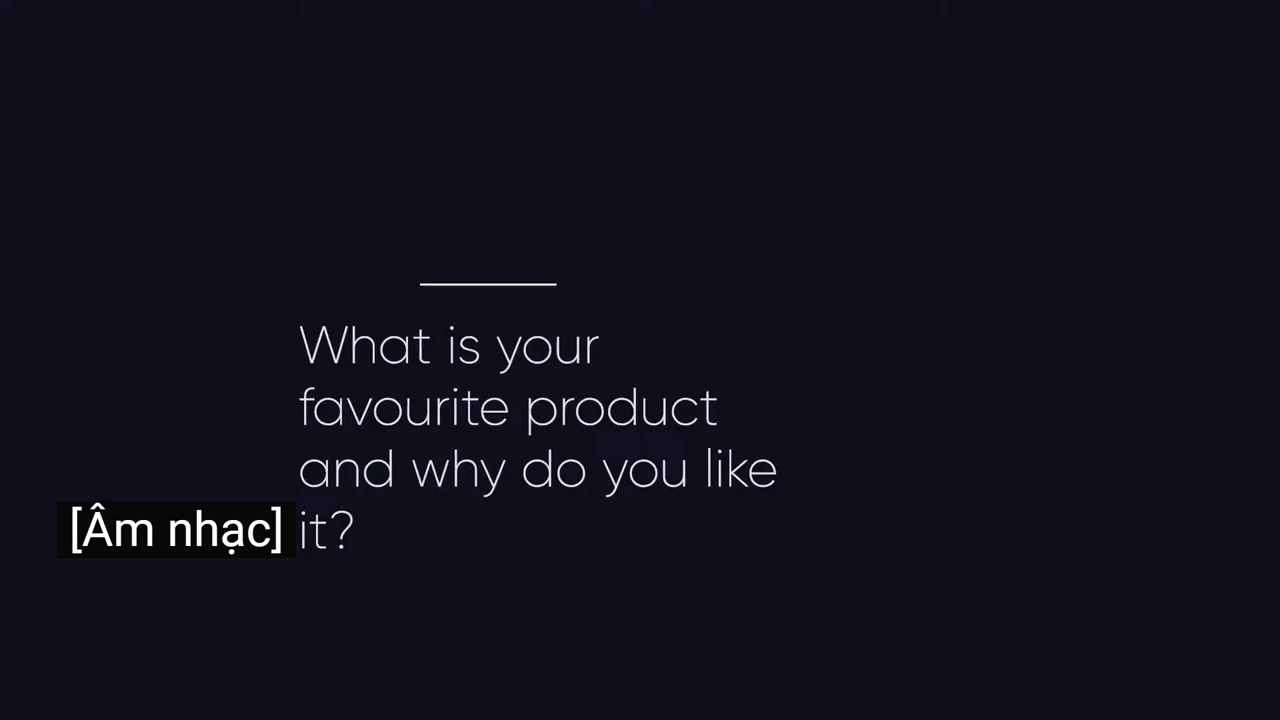 What is your
favourite product
and why do you like
[Âm nhạc] it?